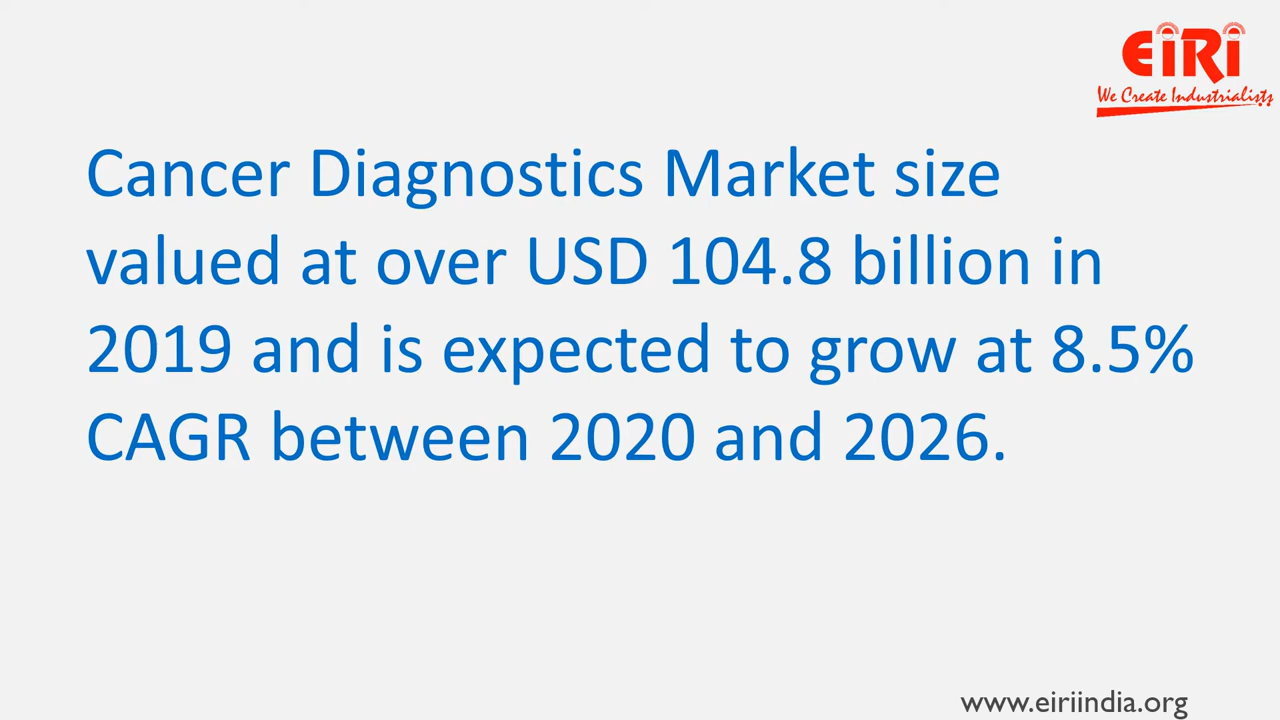 EiRi
We Create Industrialists
Cancer Diagnostics Market size
valued at over USD 104.8 billion in
2019 and is expected to grow at 8.5%
CAGR between 2020 and 2026.
www.eiriindia.org